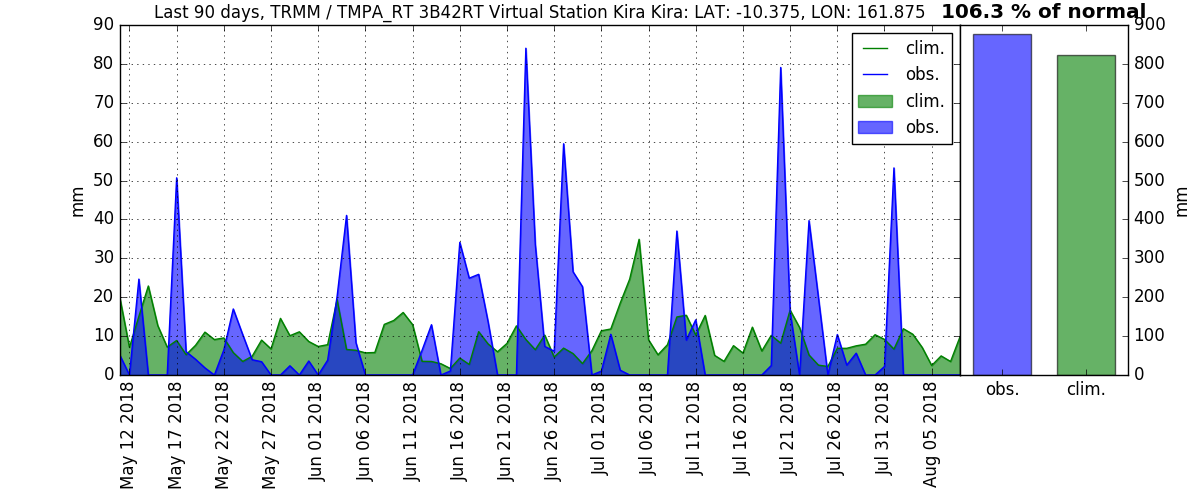 Last 90 days, TRMM / TMPA_RT 3B42RT Virtual Station Kira Kira: LAT: -10.375, LON: 161.875
106.3 % of normal
90
80
70
60
50
40
30
20
10
0
mm
clim.
obs.
clim.
obs.
900
800
700
600
500
400
300
200
100
0
mm
May 12 2018
May 17 2018
May 22 2018
May 27 2018
Jun 01 2018
Jun 06 2018
Jun 11 2018
Jun 16 2018
Jun 21 2018
Jun 26 2018
Jul 01 2018
Jul 06 2018
Jul 11 2018
Jul 16 2018
Jul 21 2018
Jul 26 2018
Jul 31 2018
Aug 05 2018
obs.
clim.